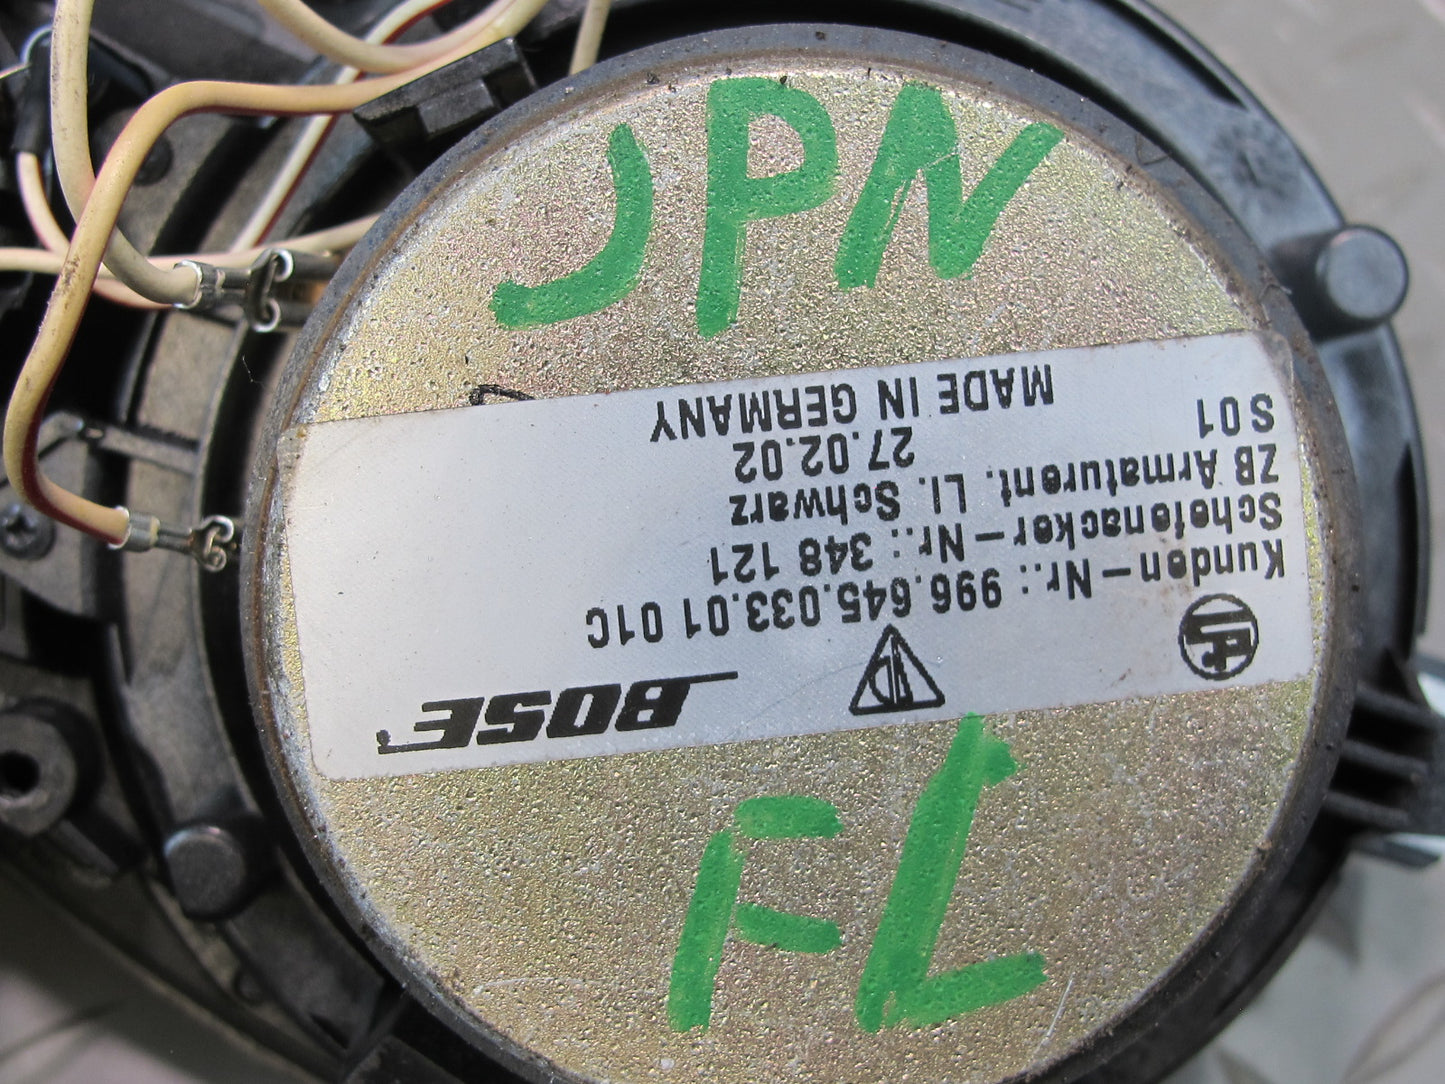 JPN
BOSE
Kunden-Nr.: 996.645.033.01 01C
Schefenacker-Nr.: 348 121
ZB Armaturent. LI. Schwarz
S01 27.02.02
MADE IN GERMANY
FL